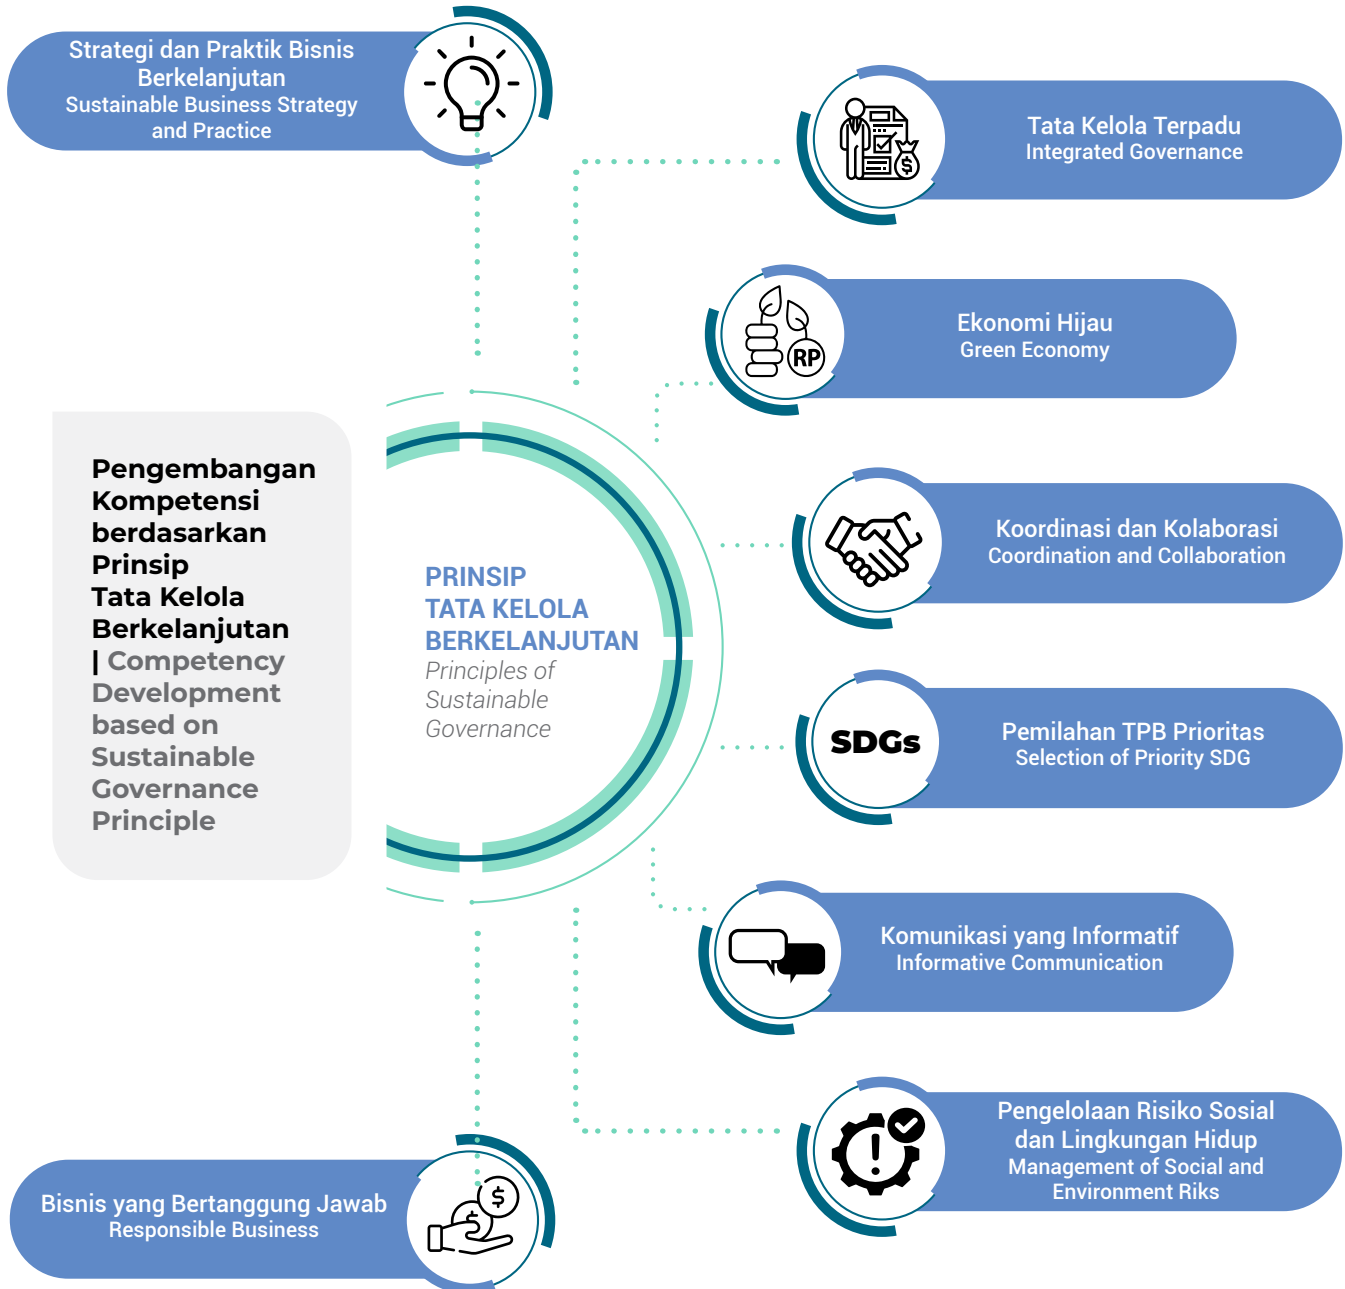 Strategi dan Praktik Bisnis
Berkelanjutan
Sustainable Business Strategy
and Practice
Tata Kelola Terpadu
Integrated Governance
$
Ekonomi Hijau
Green Economy
RP
Pengembangan
Kompetensi
berdasarkan
Prinsip
Tata Kelola
Berkelanjutan
| Competency
Development
based on
Sustainable
Governance
Principle
PRINSIP
TATA KELOLA
BERKELANJUTAN
Principles of
Sustainable
Governance
Koordinasi dan Kolaborasi
Coordination and Collaboration
SDGs
Pemilahan TPB Prioritas
Selection of Priority SDG
Komunikasi yang Informatif
Informative Communication
!
Pengelolaan Risiko Sosial
dan Lingkungan Hidup
Management of Social and
Environment Riks
Bisnis yang Bertanggung Jawab
Responsible Business
$
$